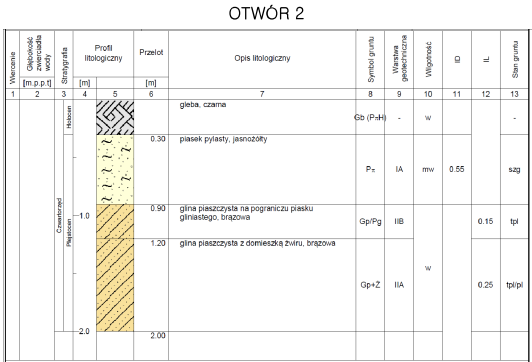 OTWÓR 2
Wiercenie
Głębokość zwierciadła wody
[m.p.p.t]
Stratygrafia
Profil litologiczny
[m]
Przelot
[m]
Opis litologiczny
Symbol gruntu
Warstwa geotechniczna
Wilgotność
ID
IL
Stan gruntu
1 2 3 4 5 6 7 8 9 10 11 12 13
Holocen
gleba, czarna
Gb (PπH) - w -
0.30 piasek pylasty, jasnożółty
Pπ IA mw 0.55 szg
Czwartorzęd
Plejstocen
1.0
0.90 glina piaszczysta na pograniczu piasku
gliniastego, brązowa
Gp/Pg IIB 0.15 tpl
1.20 glina piaszczysta z domieszką żwiru, brązowa
w
Gp+Ż IIA 0.25 tpl/pl
2.0
2.00